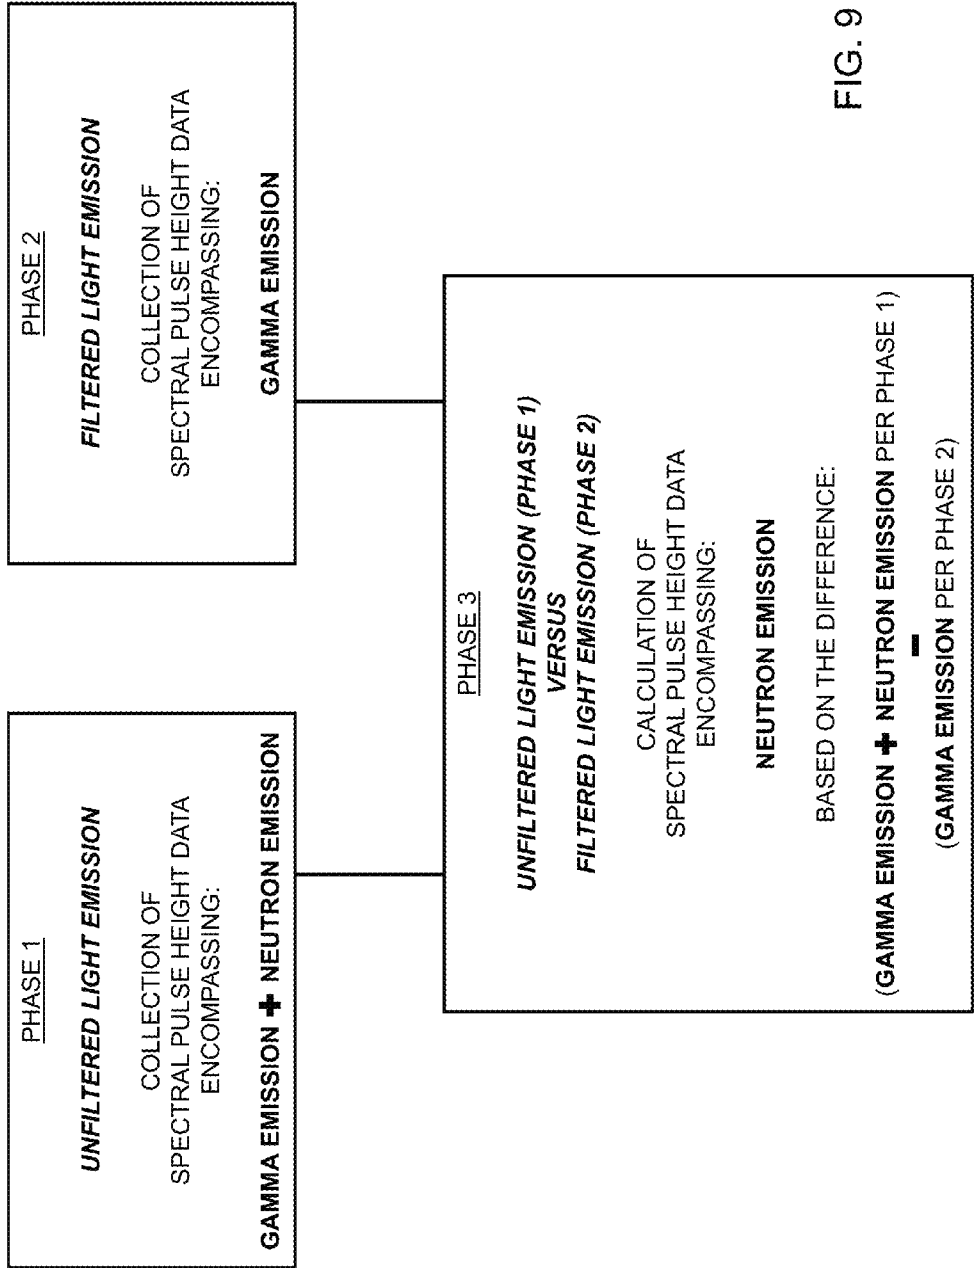 PHASE 1
UNFILTERED LIGHT EMISSION
COLLECTION OF
SPECTRAL PULSE HEIGHT DATA
ENCOMPASSING:
GAMMA EMISSION + NEUTRON EMISSION
PHASE 2
FILTERED LIGHT EMISSION
COLLECTION OF
SPECTRAL PULSE HEIGHT DATA
ENCOMPASSING:
GAMMA EMISSION
PHASE 3
UNFILTERED LIGHT EMISSION (PHASE 1)
VERSUS
FILTERED LIGHT EMISSION (PHASE 2)
CALCULATION OF
SPECTRAL PULSE HEIGHT DATA
ENCOMPASSING:
NEUTRON EMISSION
BASED ON THE DIFFERENCE:
(GAMMA EMISSION + NEUTRON EMISSION PER PHASE 1)
-
(GAMMA EMISSION PER PHASE 2)
FIG. 9